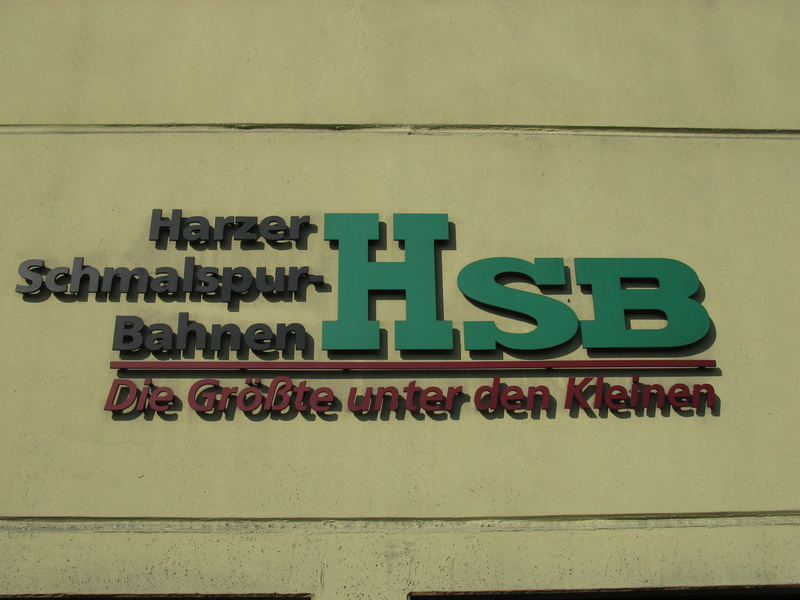 Harzer
Schmalspur-
Bahnen
HSB
Die Größte unter den Kleinen